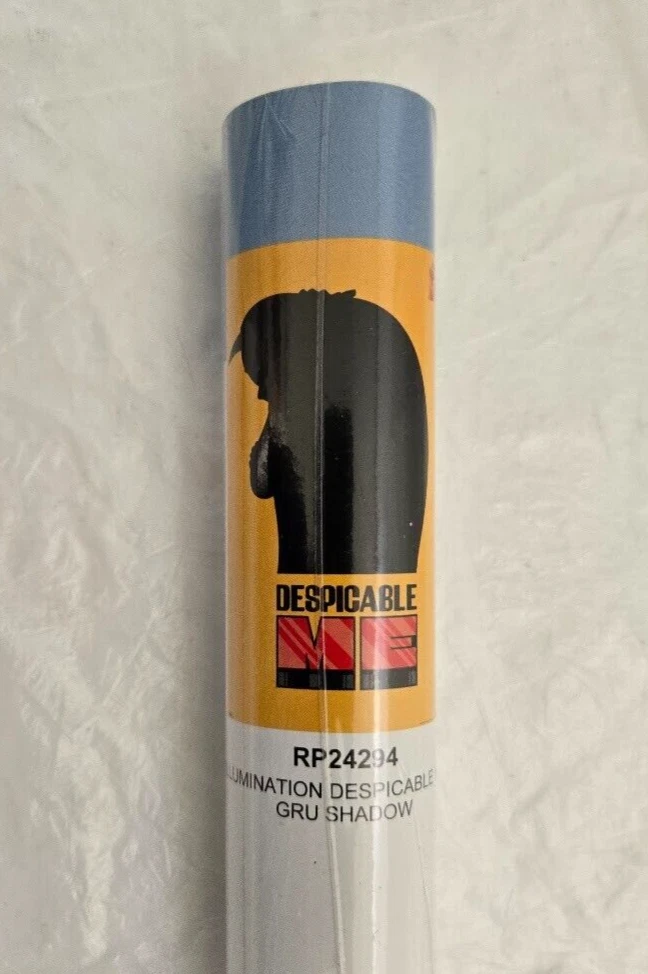 DESPICABLE
ME
RP24294
LUMINATION DESPICABLE
GRU SHADOW